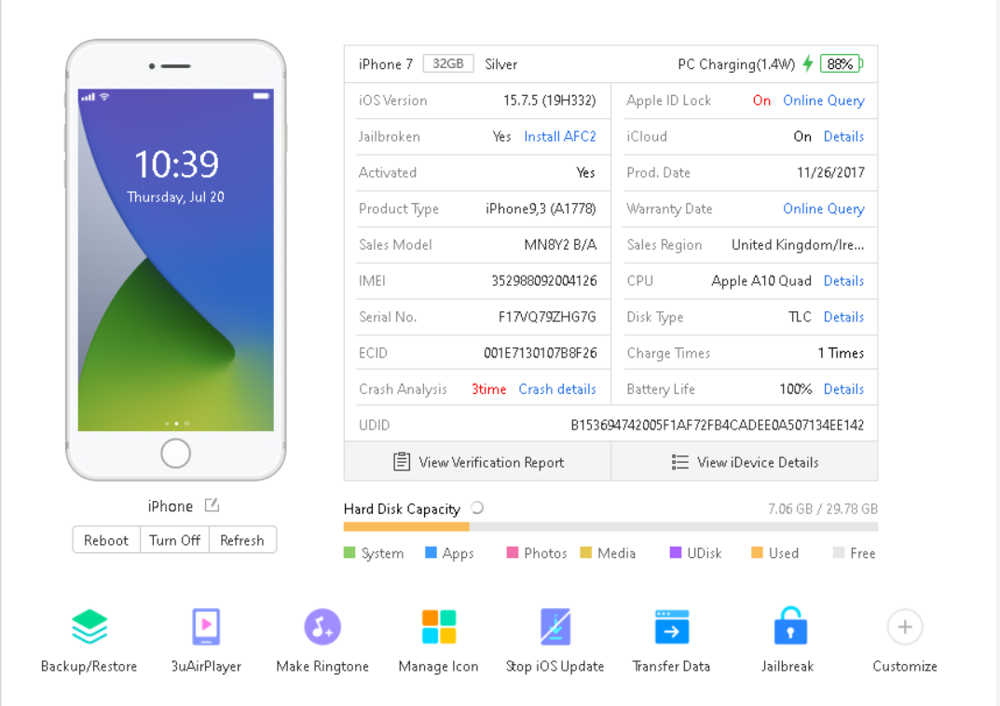 iPhone 7 32GB Silver PC Charging(1.4W) 88%
iOS Version 15.7.5 (19H332) Apple ID Lock On Online Query
Jailbroken Yes Install AFC2 iCloud On Details
Activated Yes Prod. Date 11/26/2017
Product Type iPhone9,3 (A1778) Warranty Date Online Query
Sales Model MN8Y2 B/A Sales Region United Kingdom/Ire...
IMEI 352988092004126 CPU Apple A10 Quad Details
Serial No. F17VQ79ZHG7G Disk Type TLC Details
ECID 001E7130107B8F26 Charge Times 1 Times
Crash Analysis 3time Crash details Battery Life 100% Details
UDID B153694742005F1AF72FB4CADEE0A507134EE142
View Verification Report View iDevice Details
10:39
Thursday, Jul 20
iPhone
Reboot Turn Off Refresh
Hard Disk Capacity 7.06 GB / 29.78 GB
System Apps Photos Media UDisk Used Free
Backup/Restore 3uAirPlayer Make Ringtone Manage Icon Stop iOS Update Transfer Data Jailbreak Customize